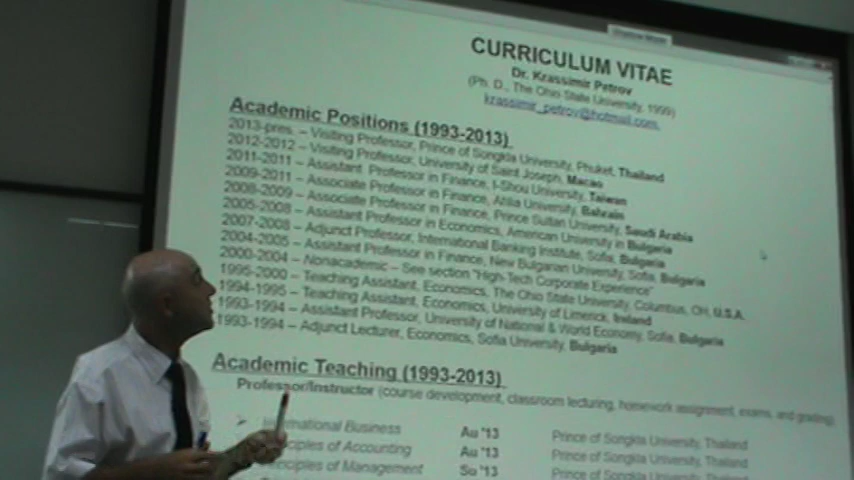 CURRICULUM VITAE
Dr. Krassimir Petrov
(Ph. D., The Ohio State University, 1999)
krassimir_petrov@hotmail.com,
Academic Positions (1993-2013)
2013-pres. – Visiting Professor, Prince of Songkla University, Phuket, Thailand
2012-2012 – Visiting Professor, University of Saint Joseph, Macao
2011-2011 – Assistant Professor in Finance, I-Shou University, Taiwan
2009-2011 – Associate Professor in Finance, Ahlia University, Bahrain
2008-2009 – Associate Professor in Finance, Prince Sultan University, Saudi Arabia
2005-2008 – Assistant Professor in Economics, American University in Bulgaria
2007-2008 – Adjunct Professor, International Banking Institute, Sofia, Bulgaria
2004-2005 – Assistant Professor in Finance, New Bulgarian University, Sofia, Bulgaria
2000-2004 – Nonacademic – See section "High-Tech Corporate Experience"
1995-2000 – Teaching Assistant, Economics, The Ohio State University, Columbus, OH, U.S.A.
1994-1995 – Teaching Assistant, Economics, University of Limerick, Ireland
1993-1994 – Assistant Professor, University of National & World Economy, Sofia, Bulgaria
1993-1994 – Adjunct Lecturer, Economics, Sofia University, Bulgaria
Academic Teaching (1993-2013)
Professor/Instructor (course development, classroom lecturing, homework assignment, exams, and grading)
International Business Au '13 Prince of Songkla University, Thailand
ciples of Accounting Au '13 Prince of Songkla University, Thailand
nciples of Management Su '13 Prince of Songkla University, Thailand